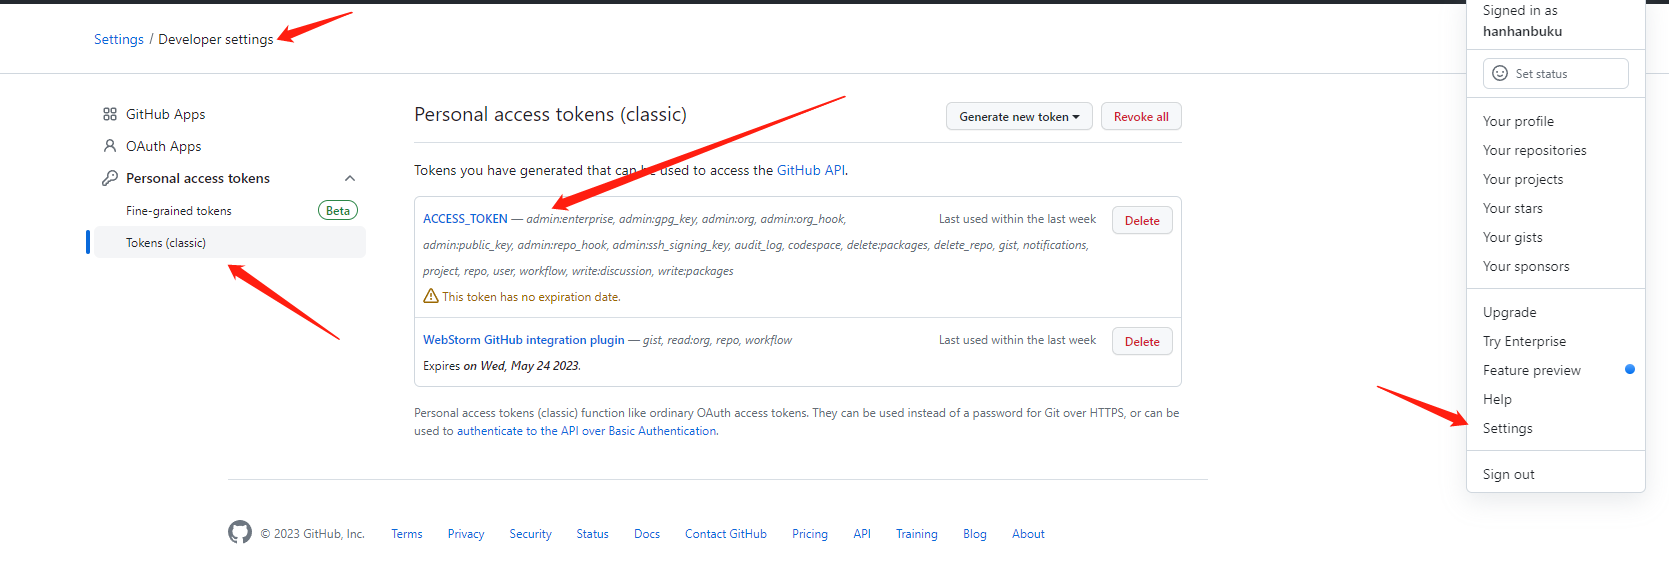 Settings / Developer settings
GitHub Apps
OAuth Apps
Personal access tokens
Fine-grained tokens Beta
Tokens (classic)
Personal access tokens (classic)
Generate new token
Revoke all
Tokens you have generated that can be used to access the GitHub API.
ACCESS_TOKEN — admin:enterprise, admin:gpg_key, admin:org, admin:org_hook,
admin:public_key, admin:repo_hook, admin:ssh_signing_key, audit_log, codespace, delete:packages, delete_repo, gist, notifications,
project, repo, user, workflow, write:discussion, write:packages
Last used within the last week
Delete
This token has no expiration date.
WebStorm GitHub integration plugin — gist, read:org, repo, workflow
Last used within the last week
Delete
Expires on Wed, May 24 2023.
Personal access tokens (classic) function like ordinary OAuth access tokens. They can be used instead of a password for Git over HTTPS, or can be
used to authenticate to the API over Basic Authentication.
© 2023 GitHub, Inc. Terms Privacy Security Status Docs Contact GitHub Pricing API Training Blog About
Signed in as
hanhanbuku
Set status
Your profile
Your repositories
Your projects
Your stars
Your gists
Your sponsors
Upgrade
Try Enterprise
Feature preview
Help
Settings
Sign out